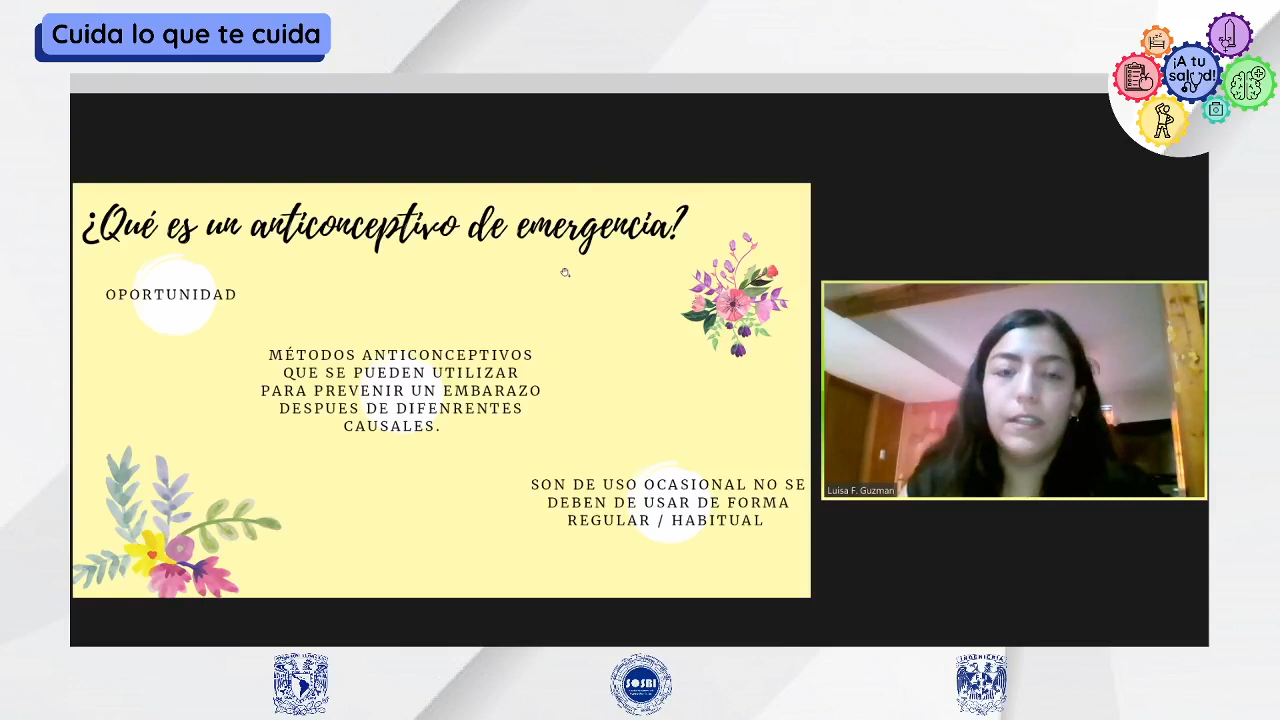 Cuida lo que te cuida
¡A tu
salud!
¿Qué es un anticonceptivo de emergencia?
OPORTUNIDAD
MÉTODOS ANTICONCEPTIVOS
QUE SE PUEDEN UTILIZAR
PARA PREVENIR UN EMBARAZO
DESPUES DE DIFENRENTES
CAUSALES.
SON DE USO OCASIONAL NO SE
DEBEN DE USAR DE FORMA
REGULAR / HABITUAL
Luisa F. Guzman
SOSBI
INGENIERIA